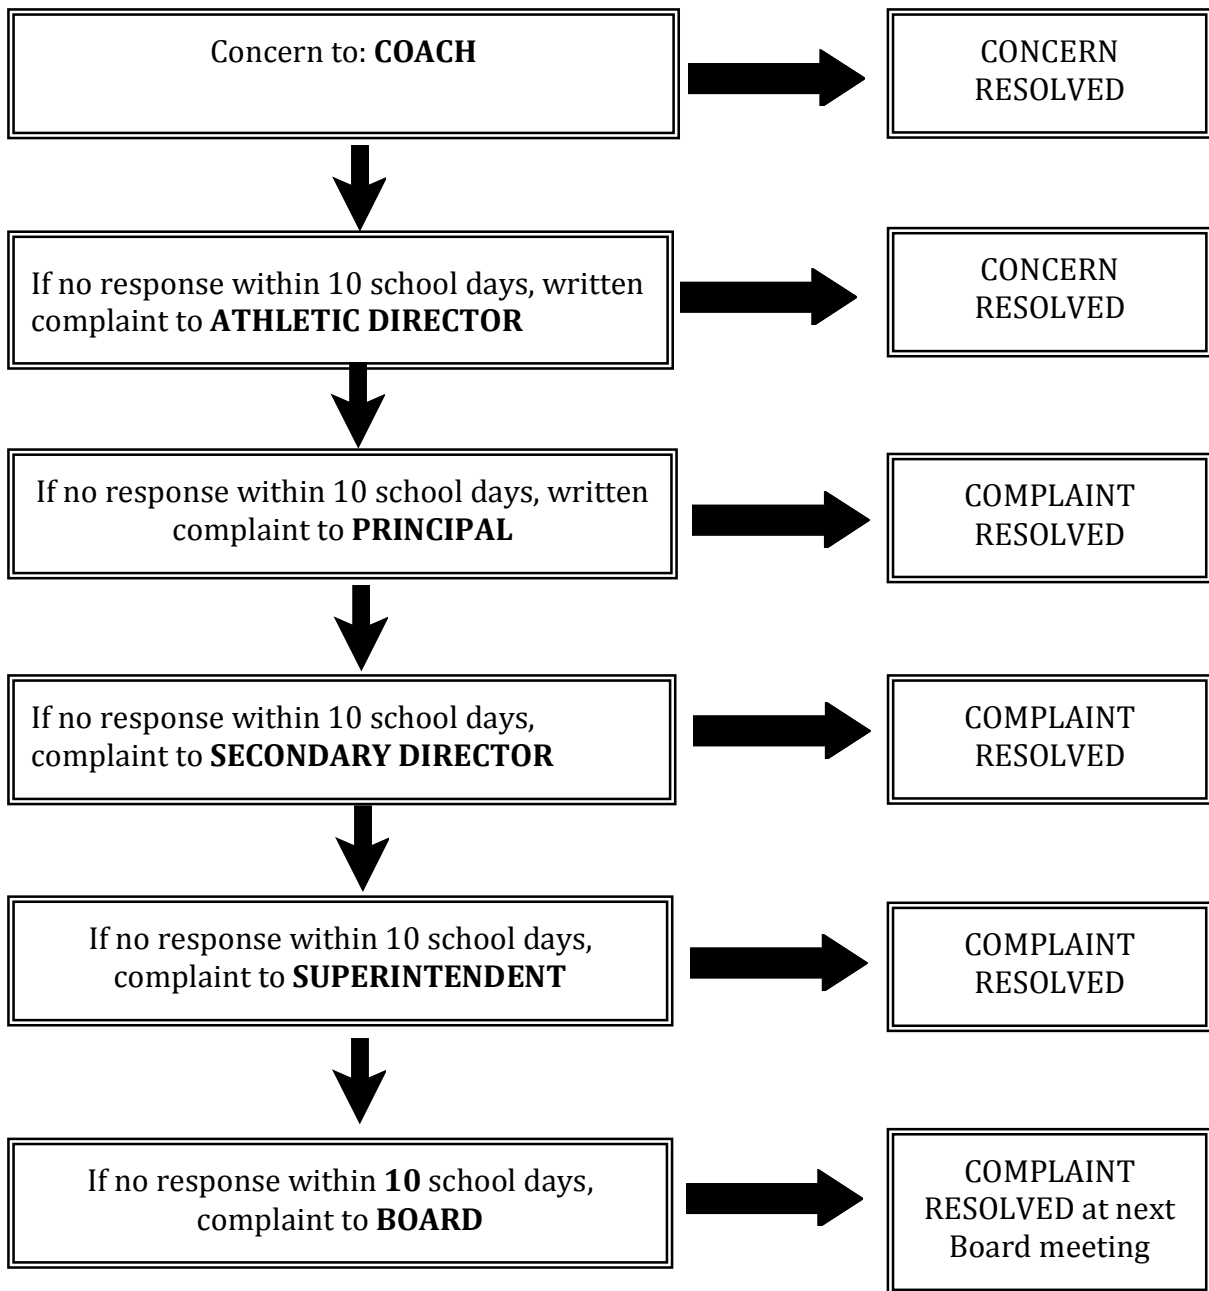 Concern to: COACH
CONCERN
RESOLVED
If no response within 10 school days, written
complaint to ATHLETIC DIRECTOR
CONCERN
RESOLVED
If no response within 10 school days, written
complaint to PRINCIPAL
COMPLAINT
RESOLVED
If no response within 10 school days,
complaint to SECONDARY DIRECTOR
COMPLAINT
RESOLVED
If no response within 10 school days,
complaint to SUPERINTENDENT
COMPLAINT
RESOLVED
If no response within 10 school days,
complaint to BOARD
COMPLAINT
RESOLVED at next
Board meeting